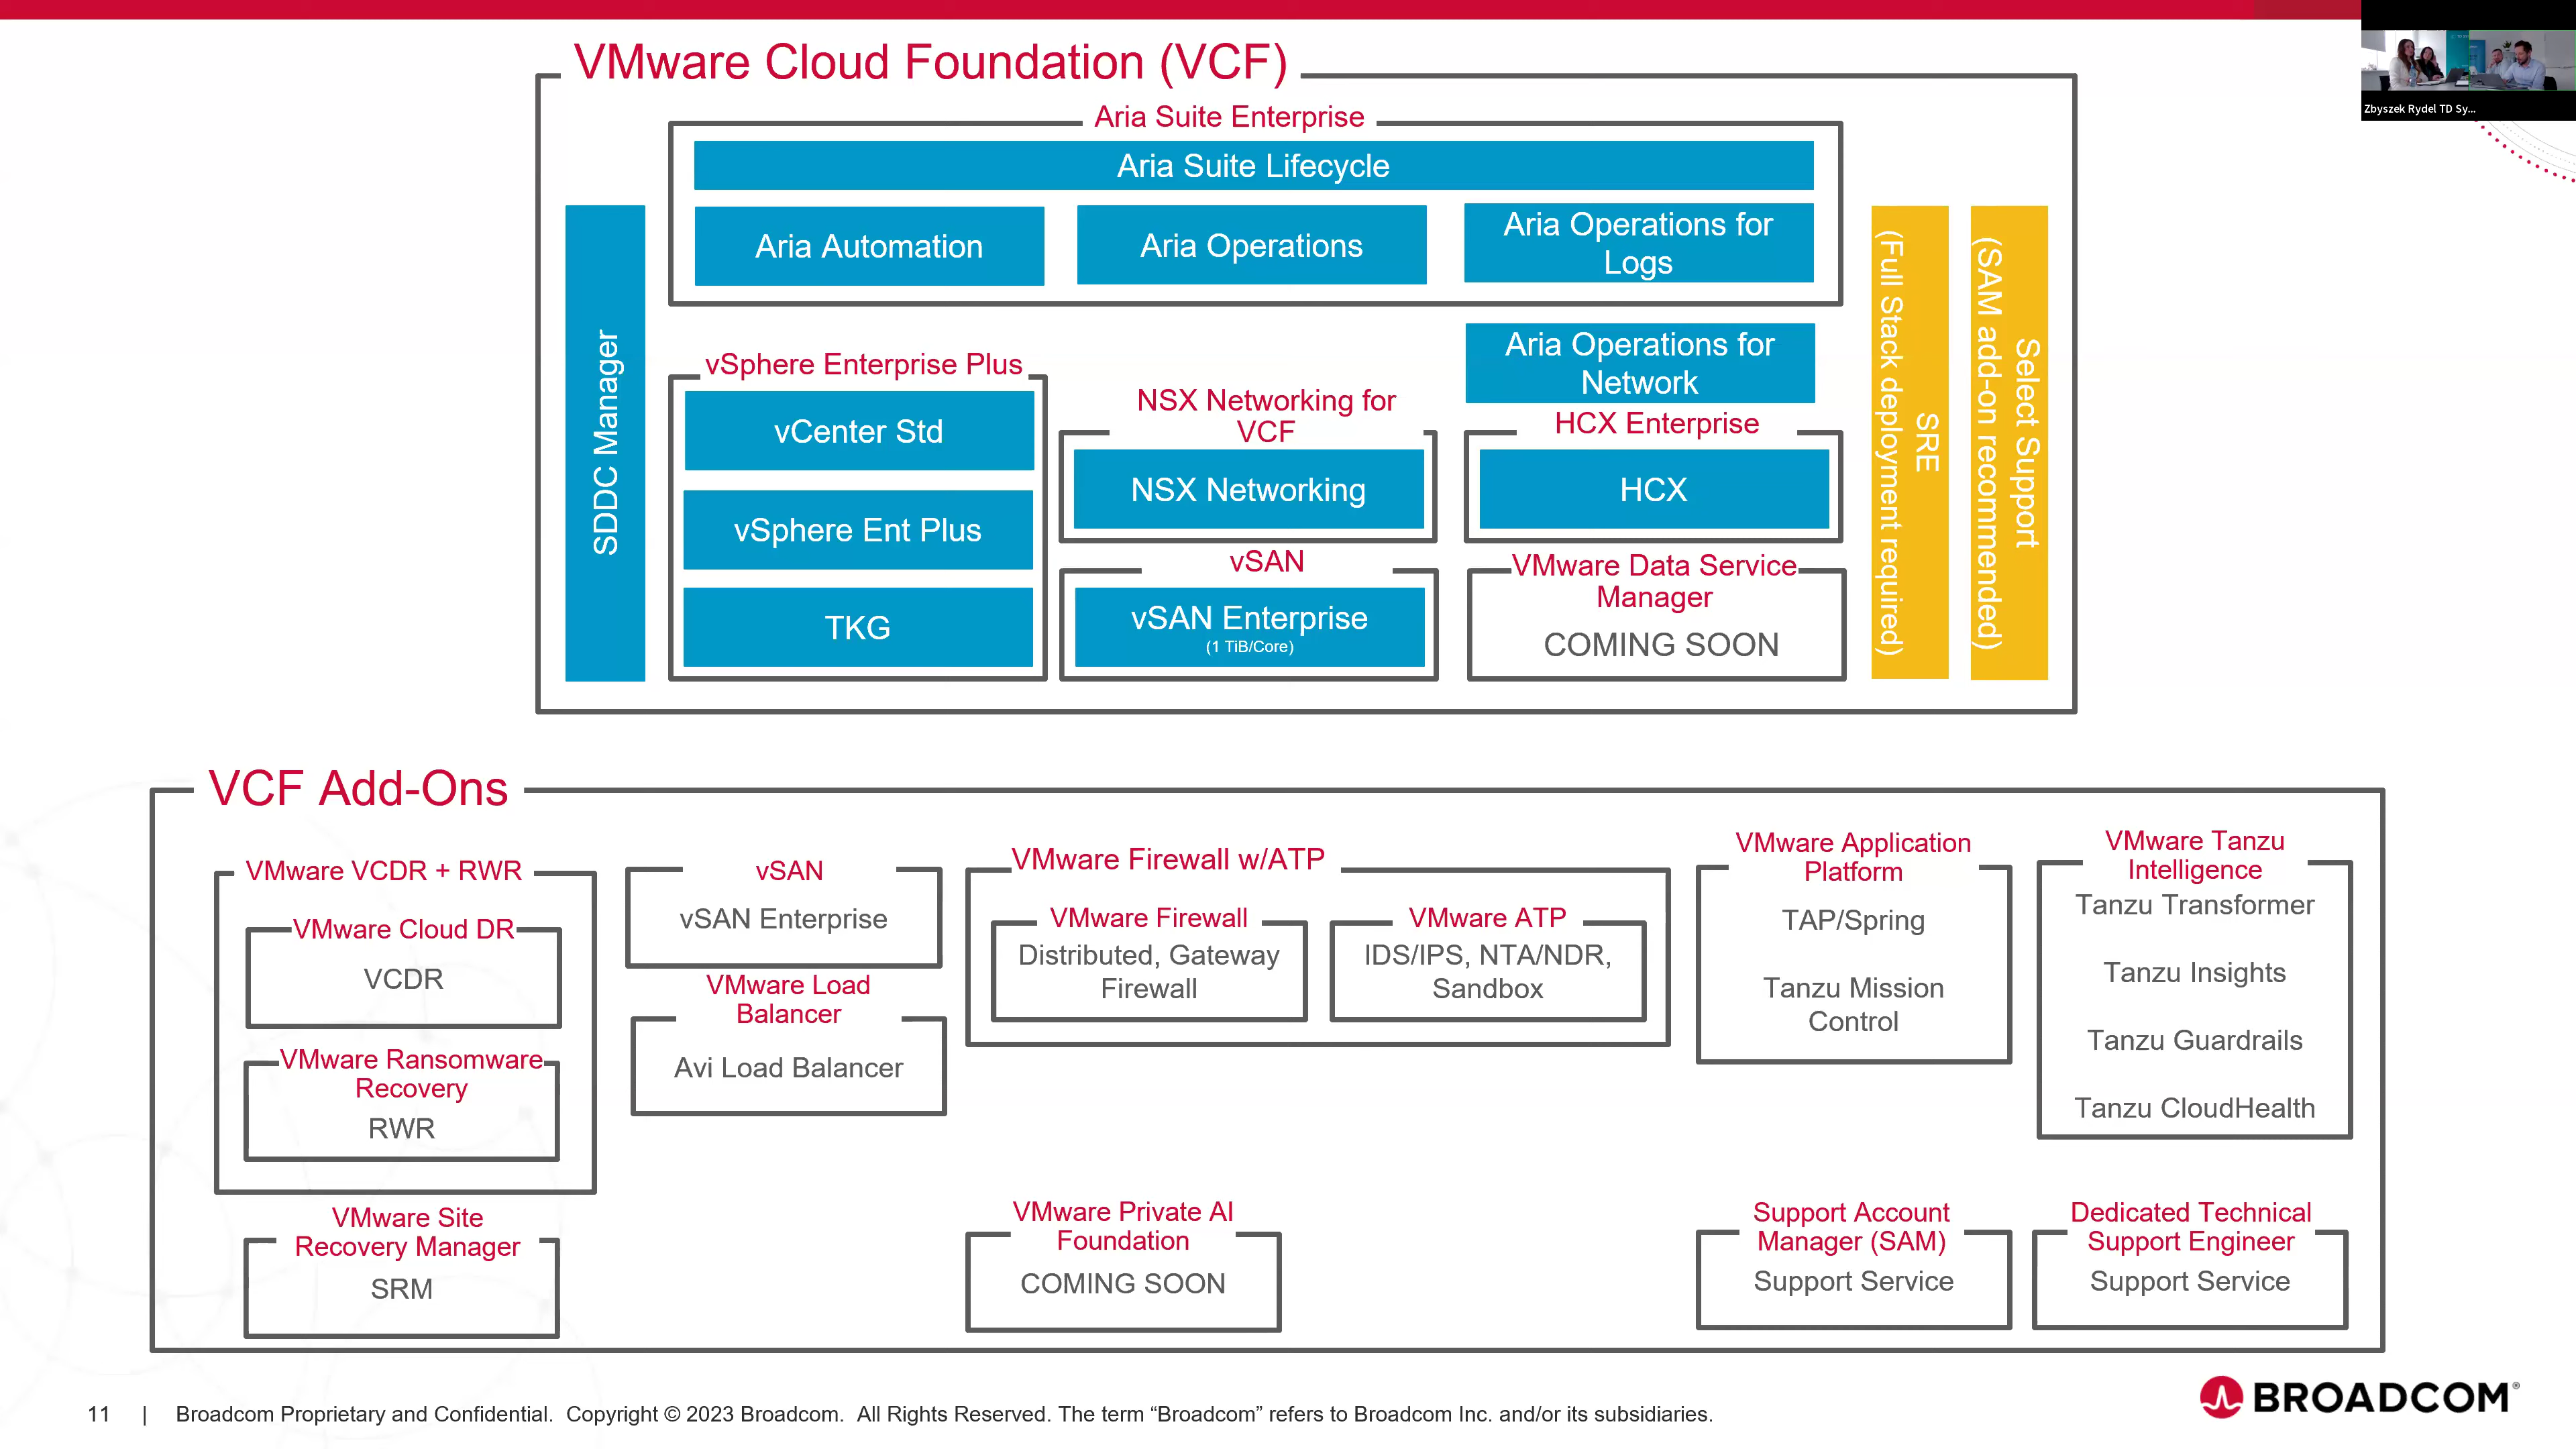 VMware Cloud Foundation (VCF)
Aria Suite Enterprise
Aria Suite Lifecycle
Aria Automation
Aria Operations
Aria Operations for
Logs
SDDC Manager
vSphere Enterprise Plus
vCenter Std
vSphere Ent Plus
TKG
NSX Networking for
VCF
NSX Networking
vSAN
vSAN Enterprise
(1 TiB/Core)
Aria Operations for
Network
HCX Enterprise
HCX
VMware Data Service
Manager
COMING SOON
SRE
(Full Stack deployment required)
Select Support
(SAM add-on recommended)
Zbyszek Rydel TD Sy...
VCF Add-Ons
VMware VCDR + RWR
VMware Cloud DR
VCDR
VMware Ransomware
Recovery
RWR
VMware Site
Recovery Manager
SRM
vSAN
vSAN Enterprise
VMware Load
Balancer
Avi Load Balancer
VMware Firewall w/ATP
VMware Firewall
Distributed, Gateway
Firewall
VMware ATP
IDS/IPS, NTA/NDR,
Sandbox
VMware Private AI
Foundation
COMING SOON
VMware Application
Platform
TAP/Spring
Tanzu Mission
Control
VMware Tanzu
Intelligence
Tanzu Transformer
Tanzu Insights
Tanzu Guardrails
Tanzu CloudHealth
Support Account
Manager (SAM)
Support Service
Dedicated Technical
Support Engineer
Support Service
11 | Broadcom Proprietary and Confidential. Copyright © 2023 Broadcom. All Rights Reserved. The term “Broadcom” refers to Broadcom Inc. and/or its subsidiaries.
BROADCOM®